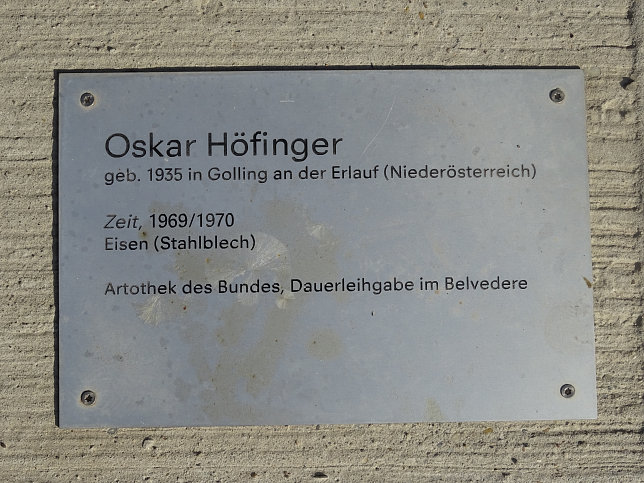 Oskar Höfinger
geb. 1935 in Golling an der Erlauf (Niederösterreich)
Zeit, 1969/1970
Eisen (Stahlblech)
Artothek des Bundes, Dauerleihgabe im Belvedere